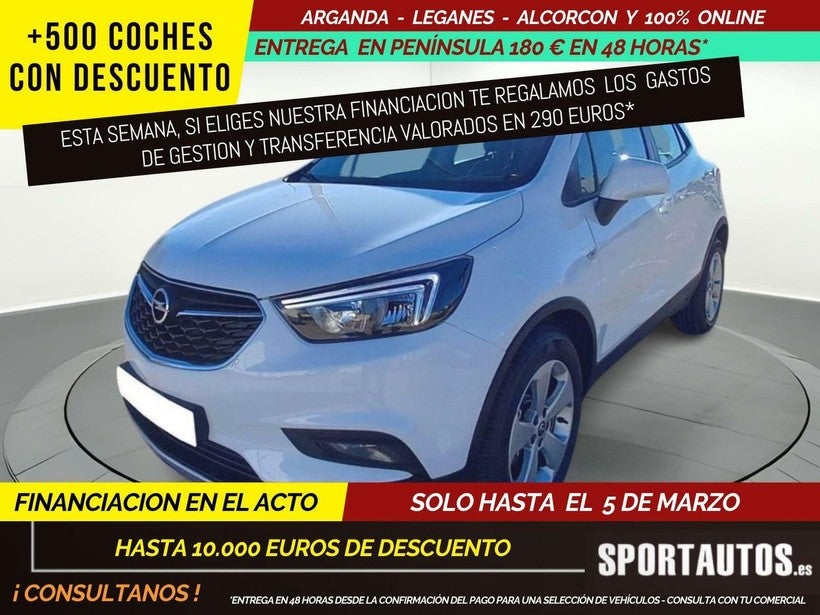 +500 COCHES
CON DESCUENTO
ARGANDA - LEGANES - ALCORCON Y 100% ONLINE
ENTREGA EN PENÍNSULA 180 € EN 48 HORAS*
ESTA SEMANA, SI ELIGES NUESTRA FINANCIACION TE REGALAMOS LOS GASTOS
DE GESTION Y TRANSFERENCIA VALORADOS EN 290 EUROS*
FINANCIACION EN EL ACTO
SOLO HASTA EL 5 DE MARZO
HASTA 10.000 EUROS DE DESCUENTO
SPORTAUTOS.es
¡ CONSULTANOS !
*ENTREGA EN 48 HORAS DESDE LA CONFIRMACIÓN DEL PAGO PARA UNA SELECCIÓN DE VEHÍCULOS - CONSULTA CON TU COMERCIAL